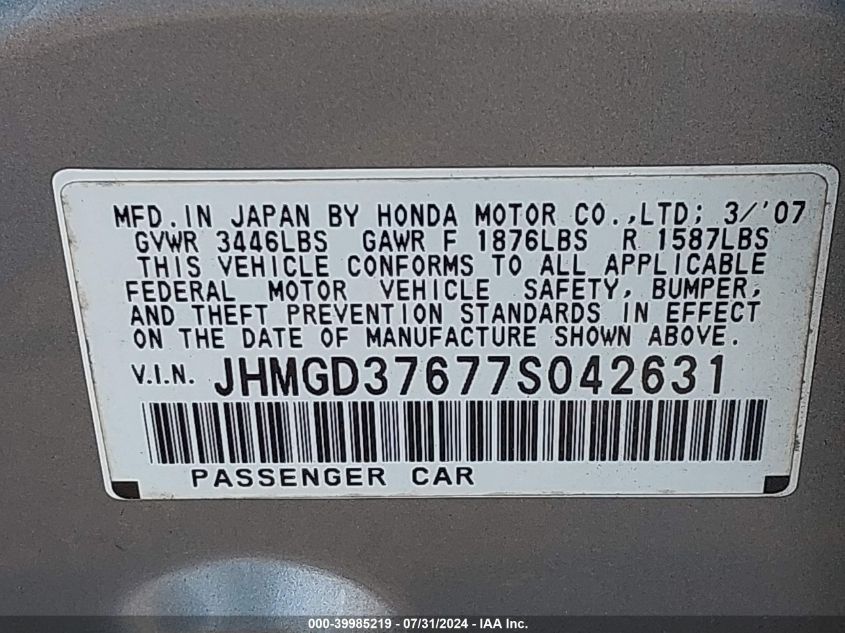 MFD.IN JAPAN BY HONDA MOTOR CO.,LTD; 3/'07
GVWR 3446LBS GAWR F 1876LBS R 1587LBS
THIS VEHICLE CONFORMS TO ALL APPLICABLE
FEDERAL MOTOR VEHICLE SAFETY, BUMPER,
AND THEFT PREVENTION STANDARDS IN EFFECT
ON THE DATE OF MANUFACTURE SHOWN ABOVE.
V.I.N. JHMGD37677S042631
PASSENGER CAR
000-39985219 - 07/31/2024 - IAA Inc.